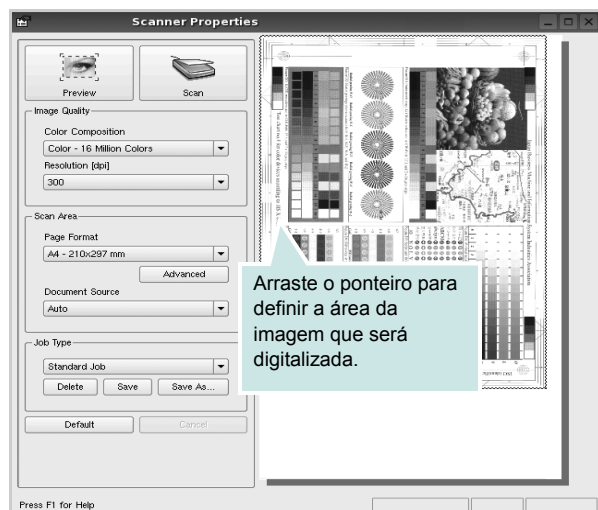 Scanner Properties
Preview
Scan
Image Quality
Color Composition
Color - 16 Million Colors
Resolution [dpi]
300
Scan Area
Page Format
A4 - 210x297 mm
Advanced
Document Source
Auto
Job Type
Standard Job
Delete
Save
Save As...
Default
Cancel
Press F1 for Help
Arraste o ponteiro para
definir a área da
imagem que será
digitalizada.